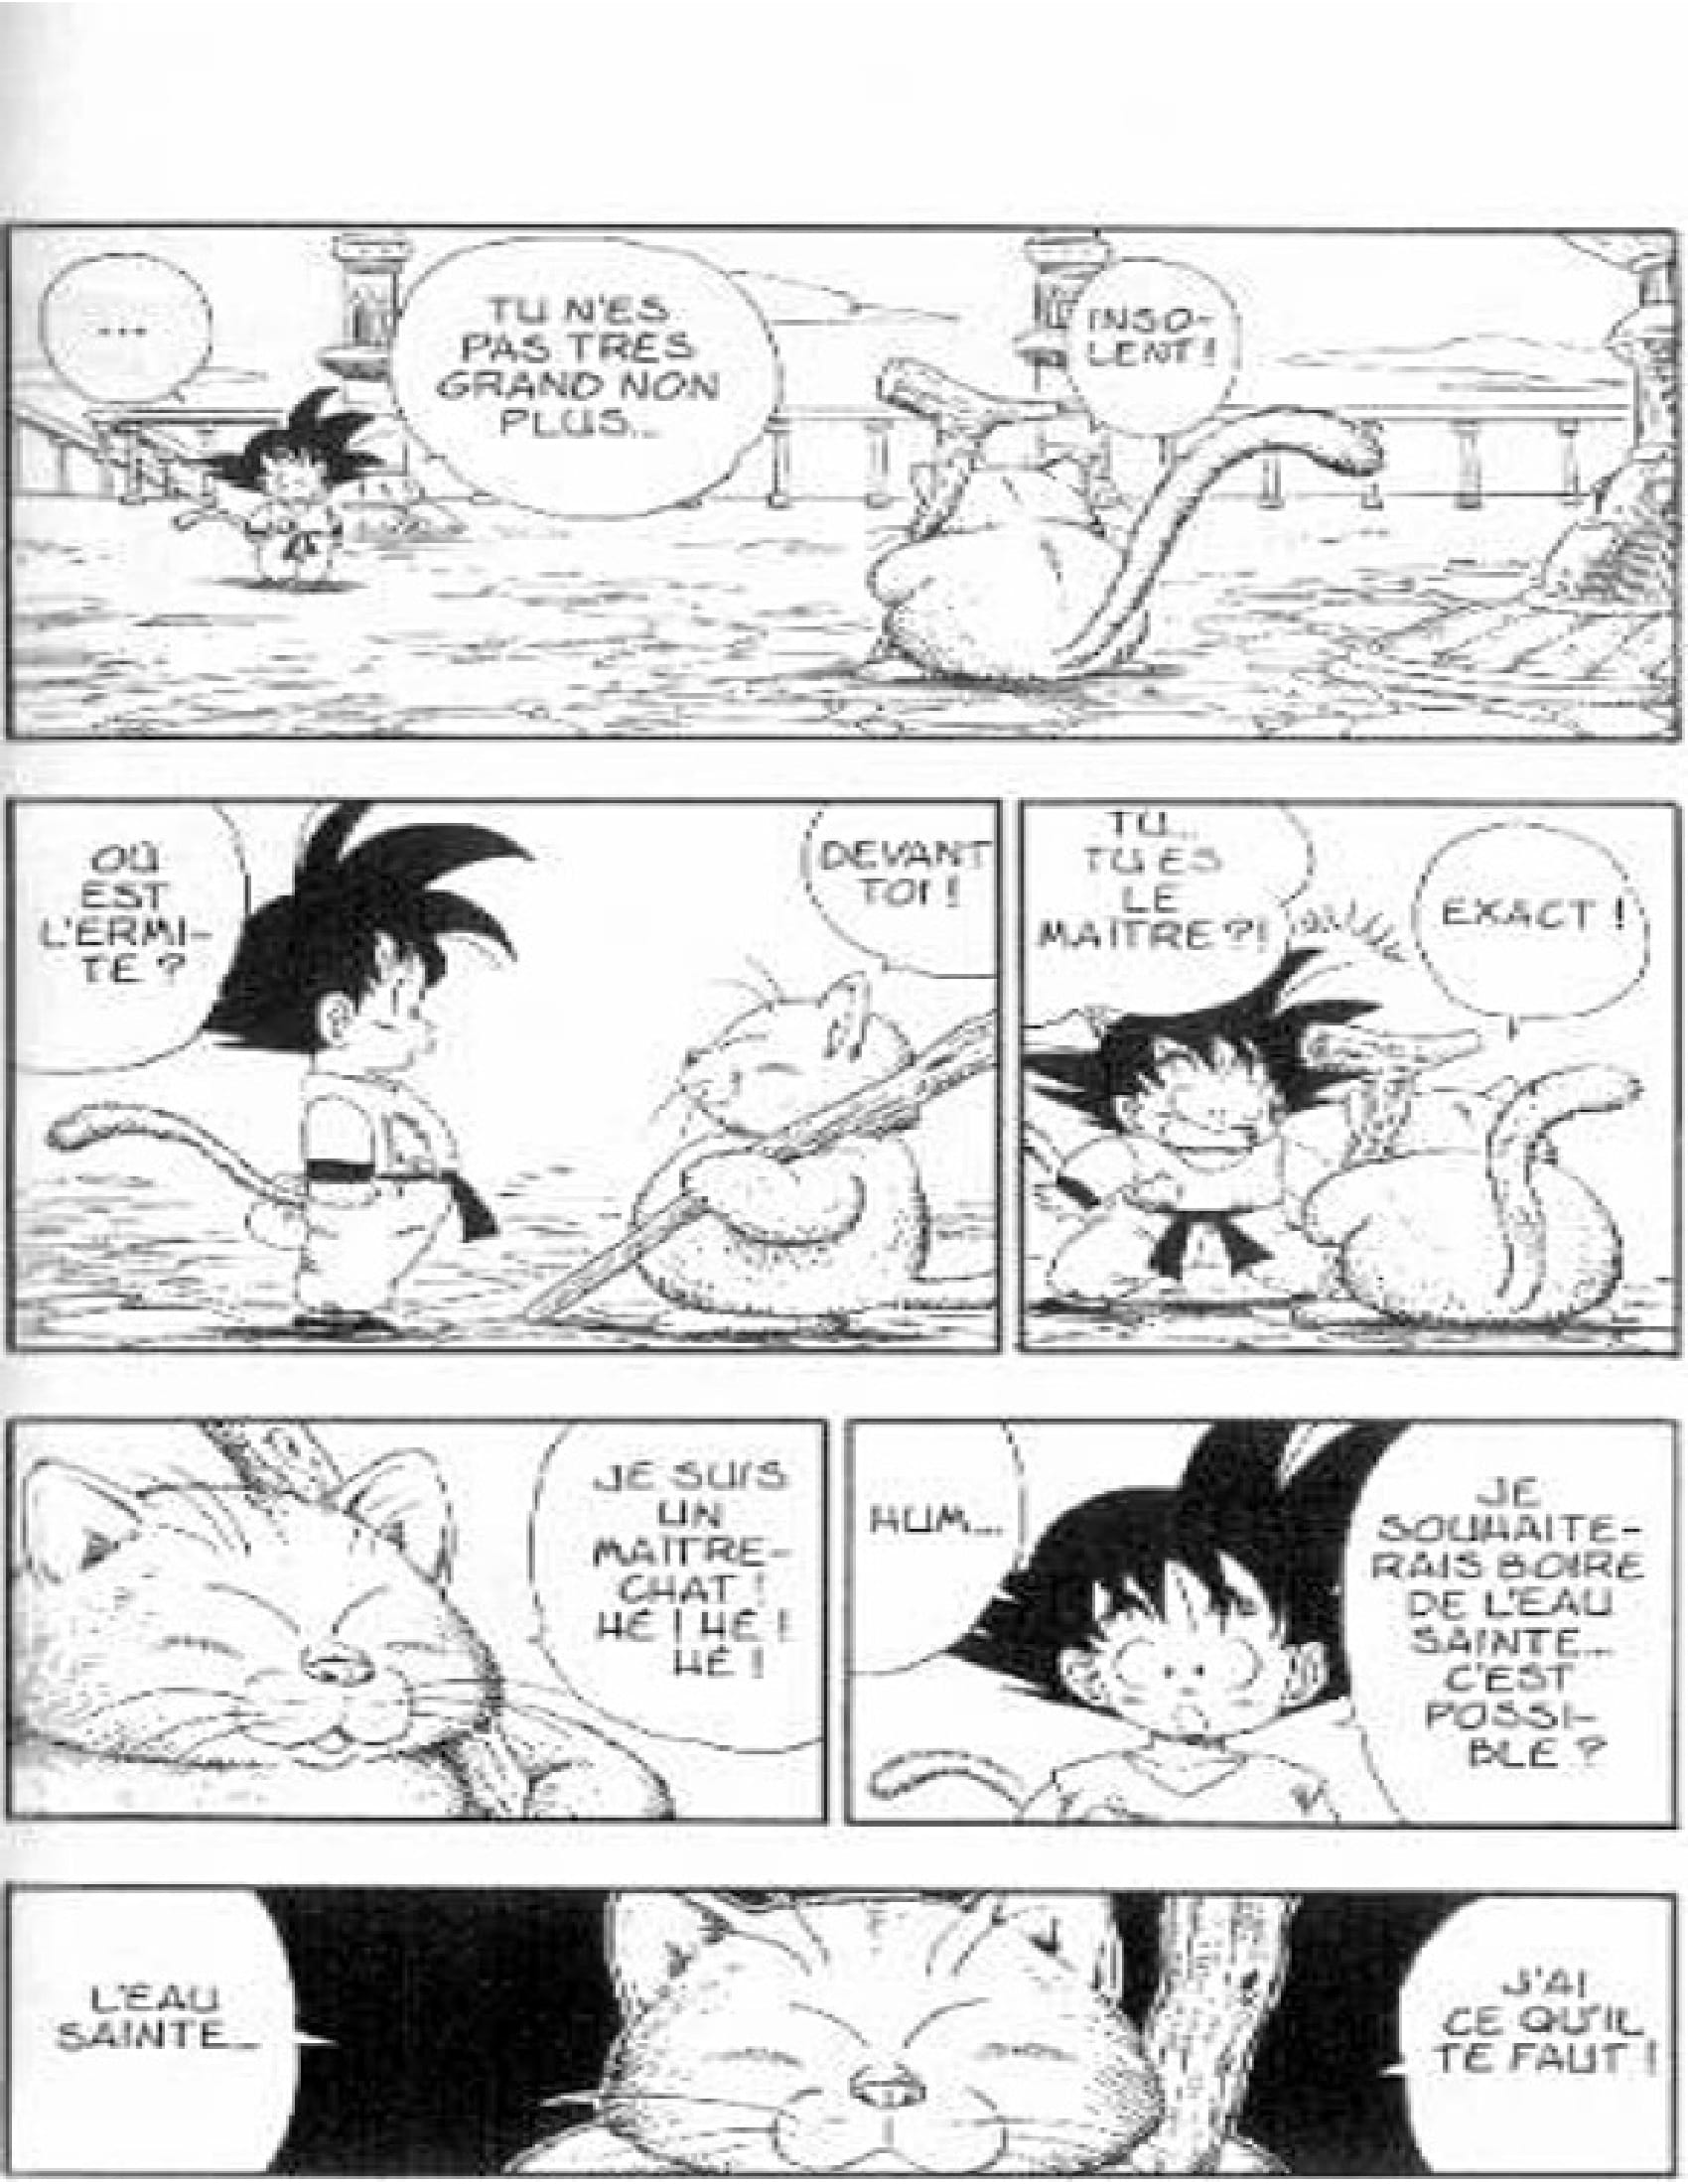 ...
TU N'ES
PAS TRES
GRAND NON
PLUS...
INSO-
LENT!
OÙ
EST
L'ERMI-
TE ?
DEVANT
TOI !
TU...
TU ES
LE
MAÎTRE ?!
EXACT !
JE SUIS
UN
MAÎTRE-
CHAT !
HÉ ! HÉ !
HÉ !
HUM...
JE
SOUHAITE-
RAIS BOIRE
DE L'EAU
SAINTE...
C'EST
POSSI-
BLE ?
L'EAU
SAINTE...
J'AI
CE QU'IL
TE FAUT !